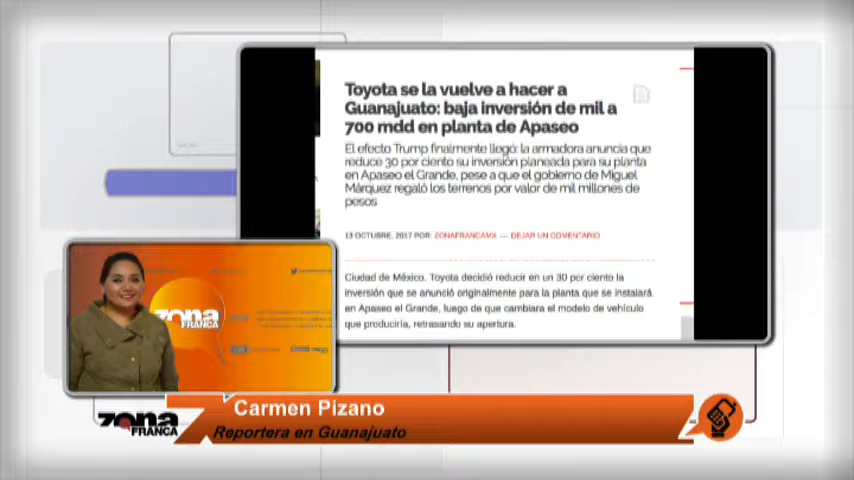 Toyota se la vuelve a hacer a
Guanajuato: baja inversión de mil a
700 mdd en planta de Apaseo
El efecto Trump finalmente llegó: la armadora anuncia que
reduce 30 por ciento su inversión planeada para su planta
en Apaseo el Grande, pese a que el gobierno de Miguel
Márquez regaló los terrenos por valor de mil millones de
pesos
13 OCTUBRE, 2017 POR: ZONAFRANCAMX — DEJAR UN COMENTARIO
Ciudad de México. Toyota decidió reducir en un 30 por ciento la
inversión que se anunció originalmente para la planta que se instalará
en Apaseo el Grande, luego de que cambiara el modelo de vehículo
que produciría, retrasando su apertura.
zona
FRANCA
Carmen Pizano
Reportera en Guanajuato
zona
FRANCA